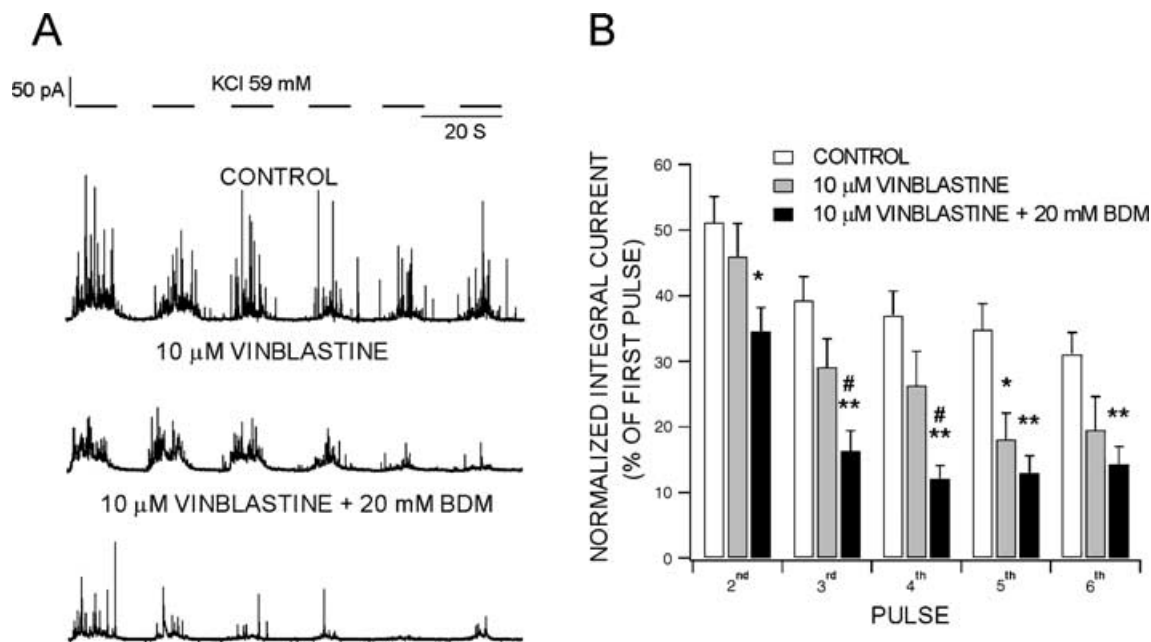 A
50 pA
KCl 59 mM
20 S
CONTROL
10 µM VINBLASTINE
10 µM VINBLASTINE + 20 mM BDM
B
CONTROL
10 µM VINBLASTINE
10 µM VINBLASTINE + 20 mM BDM
NORMALIZED INTEGRAL CURRENT
(% OF FIRST PULSE)
60
50
40
30
20
10
0
*
#
**
#
**
*
**
**
2nd 3rd 4th 5th 6th
PULSE